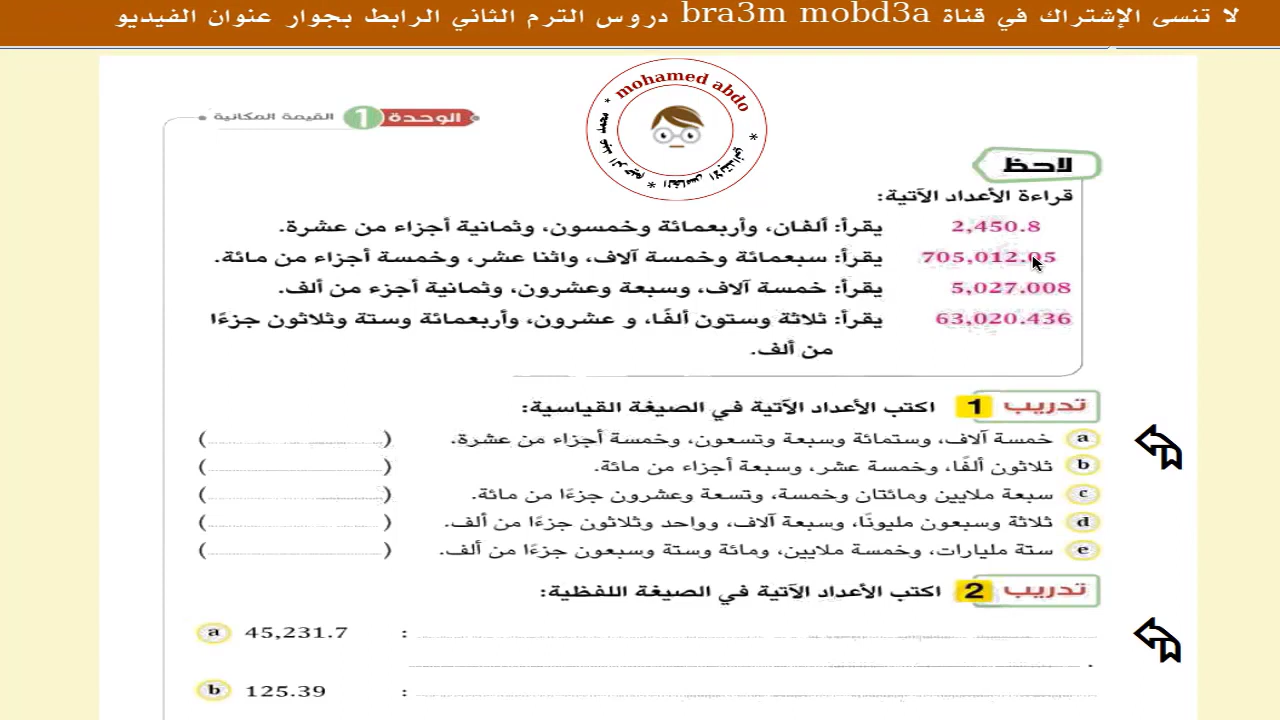 لا تنسى الإشتراك في قناة bra3m mobd3a دروس الترم الثاني الرابط بجوار عنوان الفيديو
mohamed abdo
الوحدة 1 القيمة المكانية
لاحظ
قراءة الأعداد الآتية:
2,450.8 يقرأ: ألفان، وأربعمائة وخمسون، وثمانية أجزاء من عشرة.
705,012.05 يقرأ: سبعمائة وخمسة آلاف، واثنا عشر، وخمسة أجزاء من مائة.
5,027.008 يقرأ: خمسة آلاف، وسبعة وعشرون، وثمانية أجزء من ألف.
63,020.436 يقرأ: ثلاثة وستون ألفًا، و عشرون، وأربعمائة وستة وثلاثون جزءًا
من ألف.
تدريب 1 اكتب الأعداد الآتية في الصيغة القياسية:
a خمسة آلاف، وستمائة وسبعة وتسعون، وخمسة أجزاء من عشرة. (....................)
b ثلاثون ألفًا، وخمسة عشر، وسبعة أجزاء من مائة. (....................)
c سبعة ملايين ومائتان وخمسة، وتسعة وعشرون جزءًا من مائة. (....................)
d ثلاثة وسبعون مليونًا، وسبعة آلاف، وواحد وثلاثون جزءًا من ألف. (....................)
e ستة مليارات، وخمسة ملايين، ومائة وستة وسبعون جزءًا من ألف. (....................)
تدريب 2 اكتب الأعداد الآتية في الصيغة اللفظية:
a 45,231.7 : ....................
....................
b 125.39 : ....................